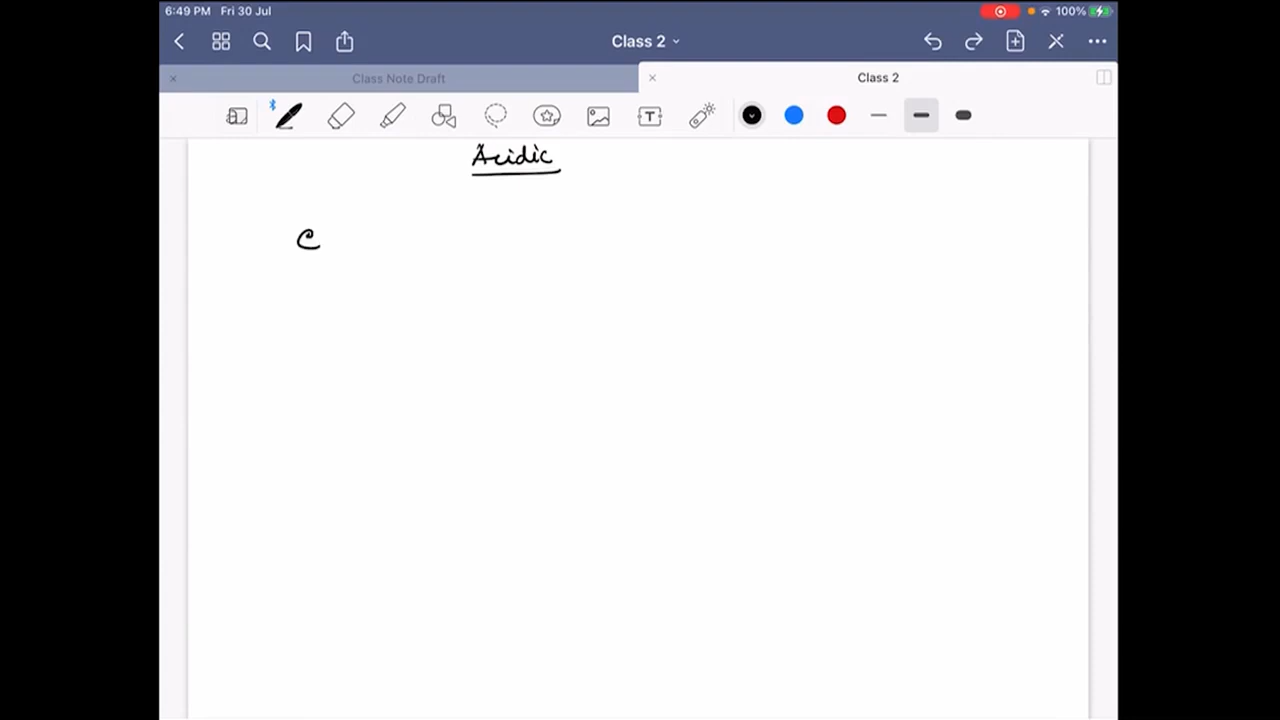 6:49 PM Fri 30 Jul 100%
Class 2
Class Note Draft Class 2
T
Acidic
C